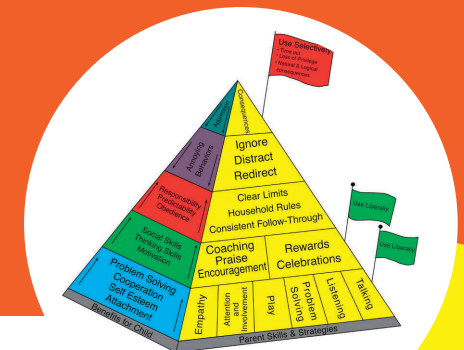 Use Selectively
• Time out
• Loss of Privilege
• Natural & Logical
consequences
Aggression
Consequences
Annoying
Behaviors
Ignore
Distract
Redirect
Responsibility
Predictability
Obedience
Clear Limits
Household Rules
Consistent Follow-Through
Use Liberally
Social Skills
Thinking Skills
Motivation
Coaching
Praise
Encouragement
Rewards
Celebrations
Use Liberally
Problem Solving
Cooperation
Self Esteem
Attachment
Empathy
Attention
and
Involvement
Play
Problem
Solving
Listening
Talking
Benefits for Child
Parent Skills & Strategies